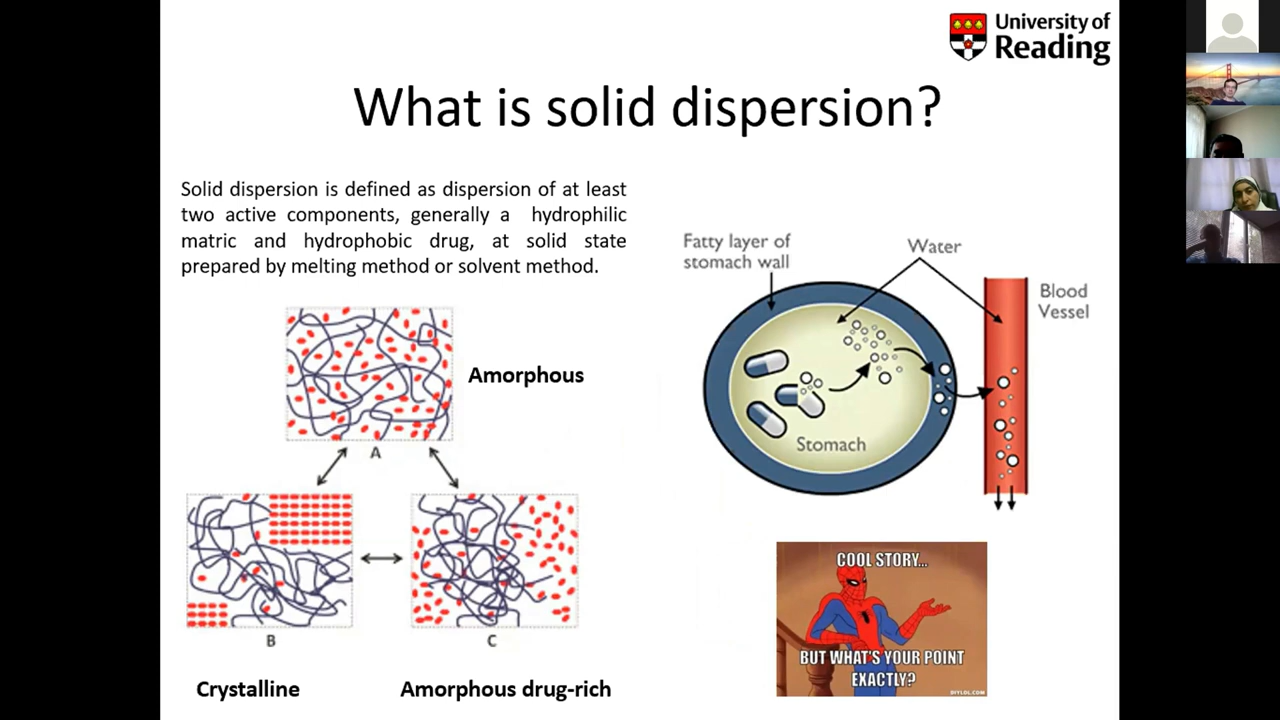 University of
Reading
What is solid dispersion?
Solid dispersion is defined as dispersion of at least
two active components, generally a hydrophilic
matric and hydrophobic drug, at solid state
prepared by melting method or solvent method.
Amorphous
A
B
C
Crystalline
Amorphous drug-rich
Fatty layer of
stomach wall
Water
Blood
Vessel
Stomach
COOL STORY...
BUT WHAT'S YOUR POINT
EXACTLY?